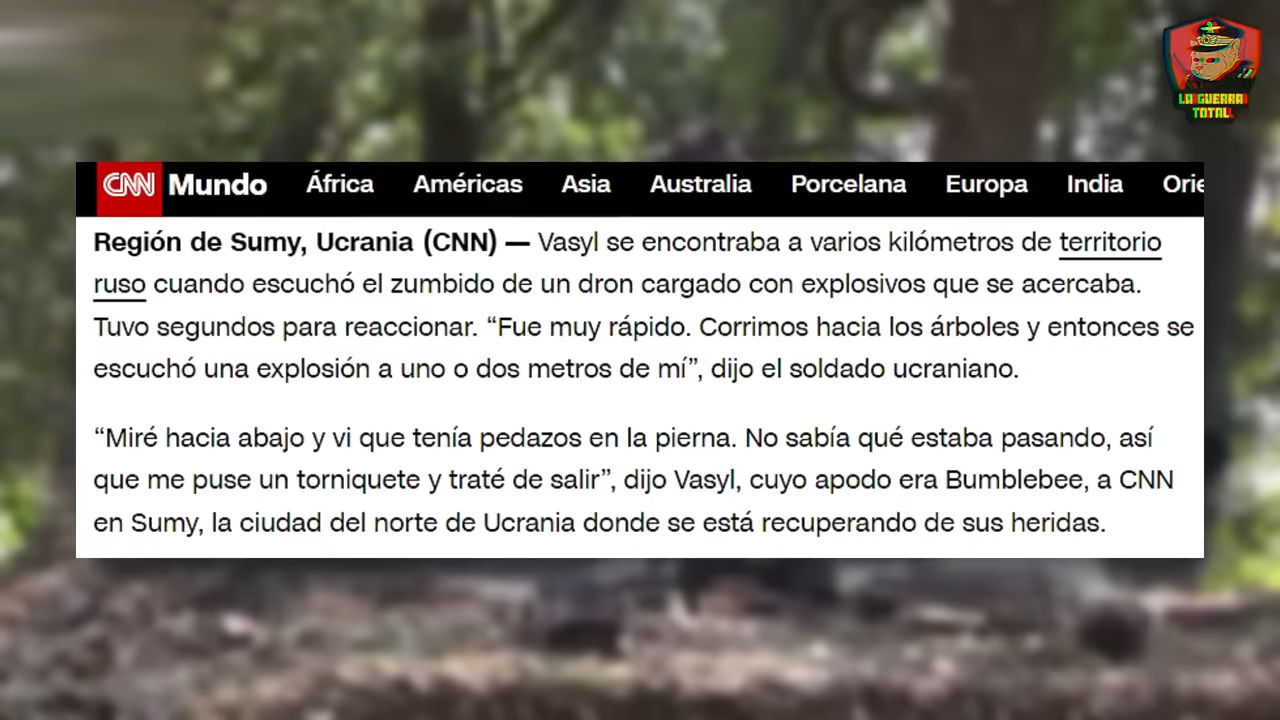 LA GUERRA
TOTAL
CNN Mundo África Américas Asia Australia Porcelana Europa India Orie
Región de Sumy, Ucrania (CNN) — Vasyl se encontraba a varios kilómetros de territorio
ruso cuando escuchó el zumbido de un dron cargado con explosivos que se acercaba.
Tuvo segundos para reaccionar. “Fue muy rápido. Corrimos hacia los árboles y entonces se
escuchó una explosión a uno o dos metros de mí”, dijo el soldado ucraniano.
“Miré hacia abajo y vi que tenía pedazos en la pierna. No sabía qué estaba pasando, así
que me puse un torniquete y traté de salir”, dijo Vasyl, cuyo apodo era Bumblebee, a CNN
en Sumy, la ciudad del norte de Ucrania donde se está recuperando de sus heridas.